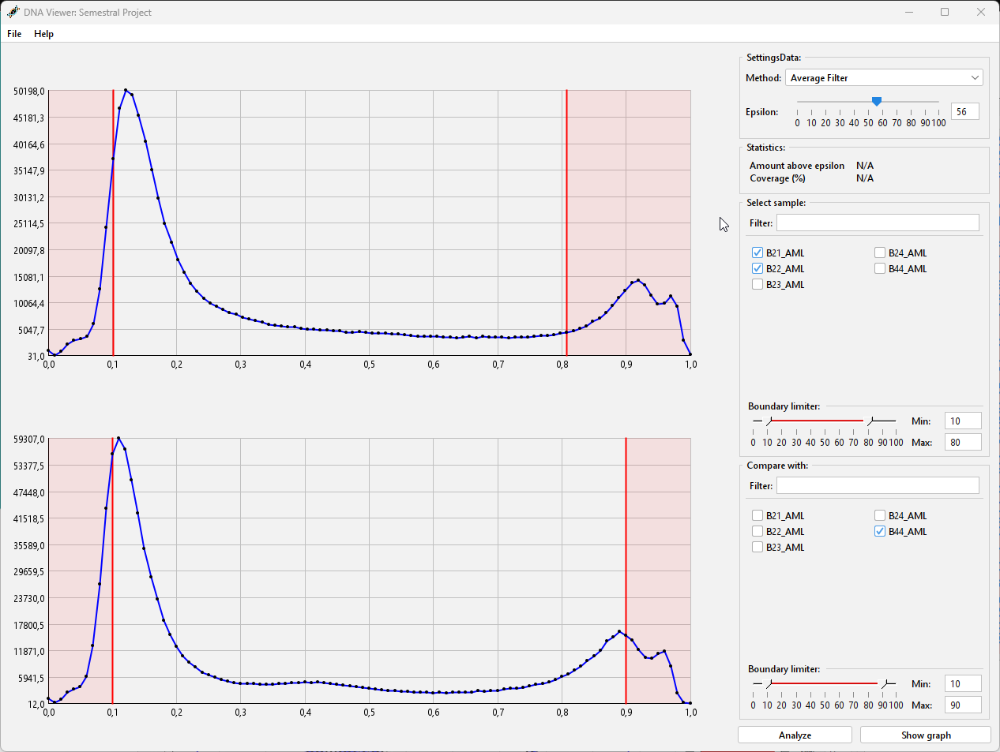 DNA Viewer: Semestral Project
File Help
50198,0
45181,3
40164,6
35147,9
30131,2
25114,5
20097,8
15081,1
10064,4
5047,7
31,0
0,0 0,1 0,2 0,3 0,4 0,5 0,6 0,7 0,8 0,9 1,0
59307,0
53377,5
47448,0
41518,5
35589,0
29659,5
23730,0
17800,5
11871,0
5941,5
12,0
0,0 0,1 0,2 0,3 0,4 0,5 0,6 0,7 0,8 0,9 1,0
SettingsData:
Method: Average Filter
Epsilon: 56
0 10 20 30 40 50 60 70 80 90 100
Statistics:
Amount above epsilon N/A
Coverage (%) N/A
Select sample:
Filter:
B21_AML B24_AML
B22_AML B44_AML
B23_AML
Boundary limiter:
Min: 10
0 10 20 30 40 50 60 70 80 90 100 Max: 80
Compare with:
Filter:
B21_AML B24_AML
B22_AML B44_AML
B23_AML
Boundary limiter:
Min: 10
0 10 20 30 40 50 60 70 80 90 100 Max: 90
Analyze Show graph